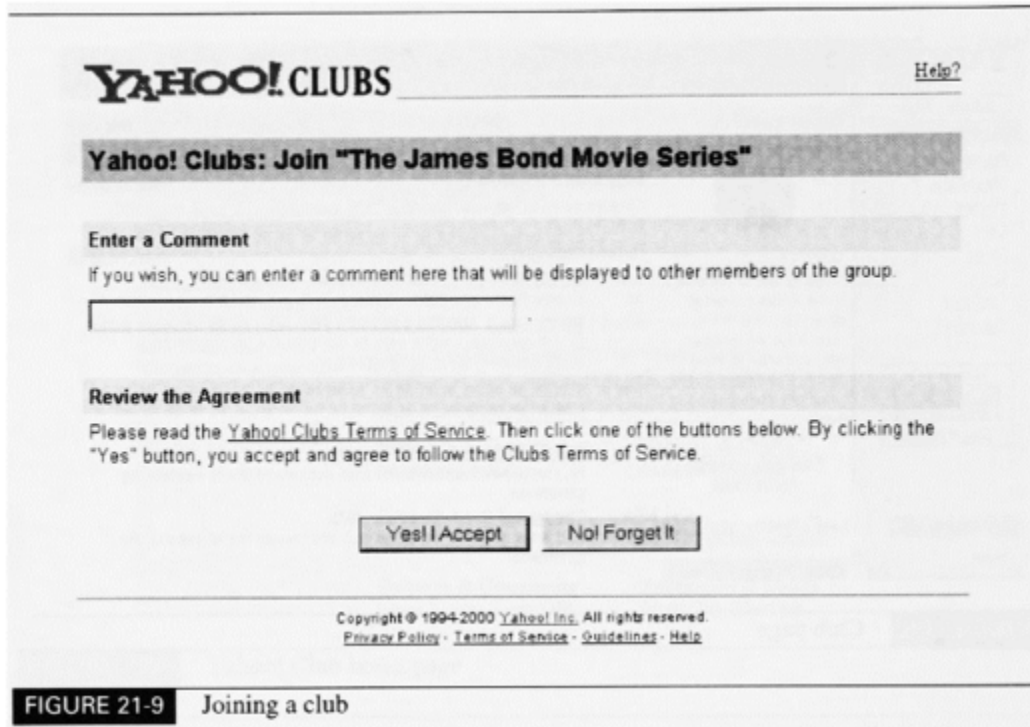 YAHOO! CLUBS
Help?
Yahoo! Clubs: Join "The James Bond Movie Series"
Enter a Comment
If you wish, you can enter a comment here that will be displayed to other members of the group.
Review the Agreement
Please read the Yahoo! Clubs Terms of Service. Then click one of the buttons below. By clicking the
"Yes" button, you accept and agree to follow the Clubs Terms of Service.
Yes! I Accept
No! Forget It
Copyright © 1994-2000 Yahoo! Inc. All rights reserved.
Privacy Policy - Terms of Service - Guidelines - Help
FIGURE 21-9 Joining a club